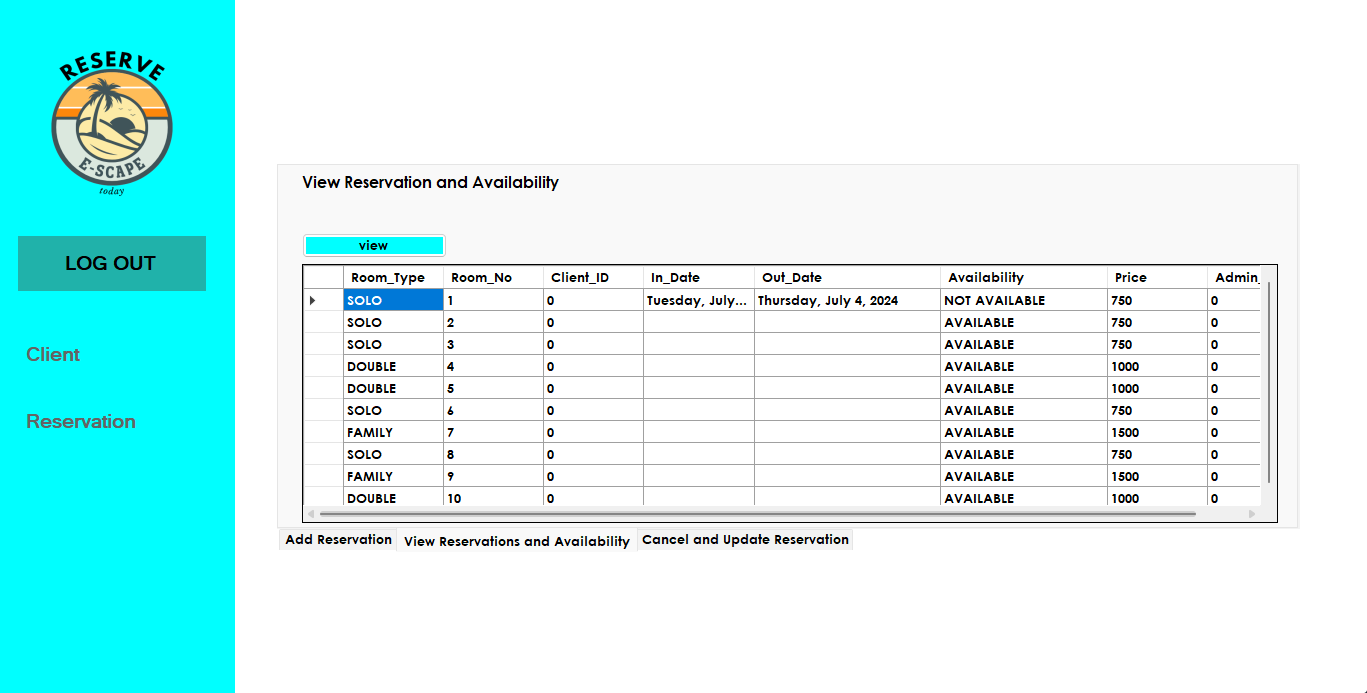 RESERVE
E-SCAPE
today
LOG OUT
Client
Reservation
View Reservation and Availability
view
Room_Type Room_No Client_ID In_Date Out_Date Availability Price Admin_
SOLO 1 0 Tuesday, July... Thursday, July 4, 2024 NOT AVAILABLE 750 0
SOLO 2 0 AVAILABLE 750 0
SOLO 3 0 AVAILABLE 750 0
DOUBLE 4 0 AVAILABLE 1000 0
DOUBLE 5 0 AVAILABLE 1000 0
SOLO 6 0 AVAILABLE 750 0
FAMILY 7 0 AVAILABLE 1500 0
SOLO 8 0 AVAILABLE 750 0
FAMILY 9 0 AVAILABLE 1500 0
DOUBLE 10 0 AVAILABLE 1000 0
Add Reservation View Reservations and Availability Cancel and Update Reservation